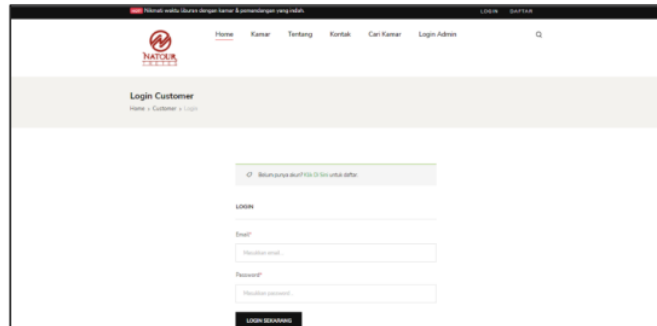 HOT Nikmati waktu liburan dengan kamar & pemandangan yang indah. LOGIN DAFTAR
NATOUR
Home Kamar Tentang Kontak Cari Kamar Login Admin
Login Customer
Home » Customer » Login
Belum punya akun? Klik Di Sini untuk daftar.
LOGIN
Email*
Masukkan email...
Password*
Masukkan password...
LOGIN SEKARANG